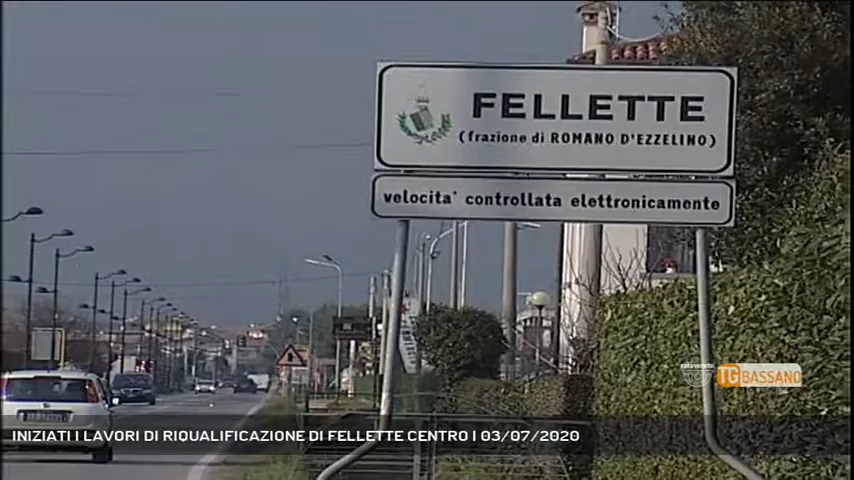 FELLETTE
(frazione di ROMANO D'EZZELINO)
velocita' controllata elettronicamente
TG BASSANO
INIZIATI I LAVORI DI RIQUALIFICAZIONE DI FELLETTE CENTRO | 03/07/2020